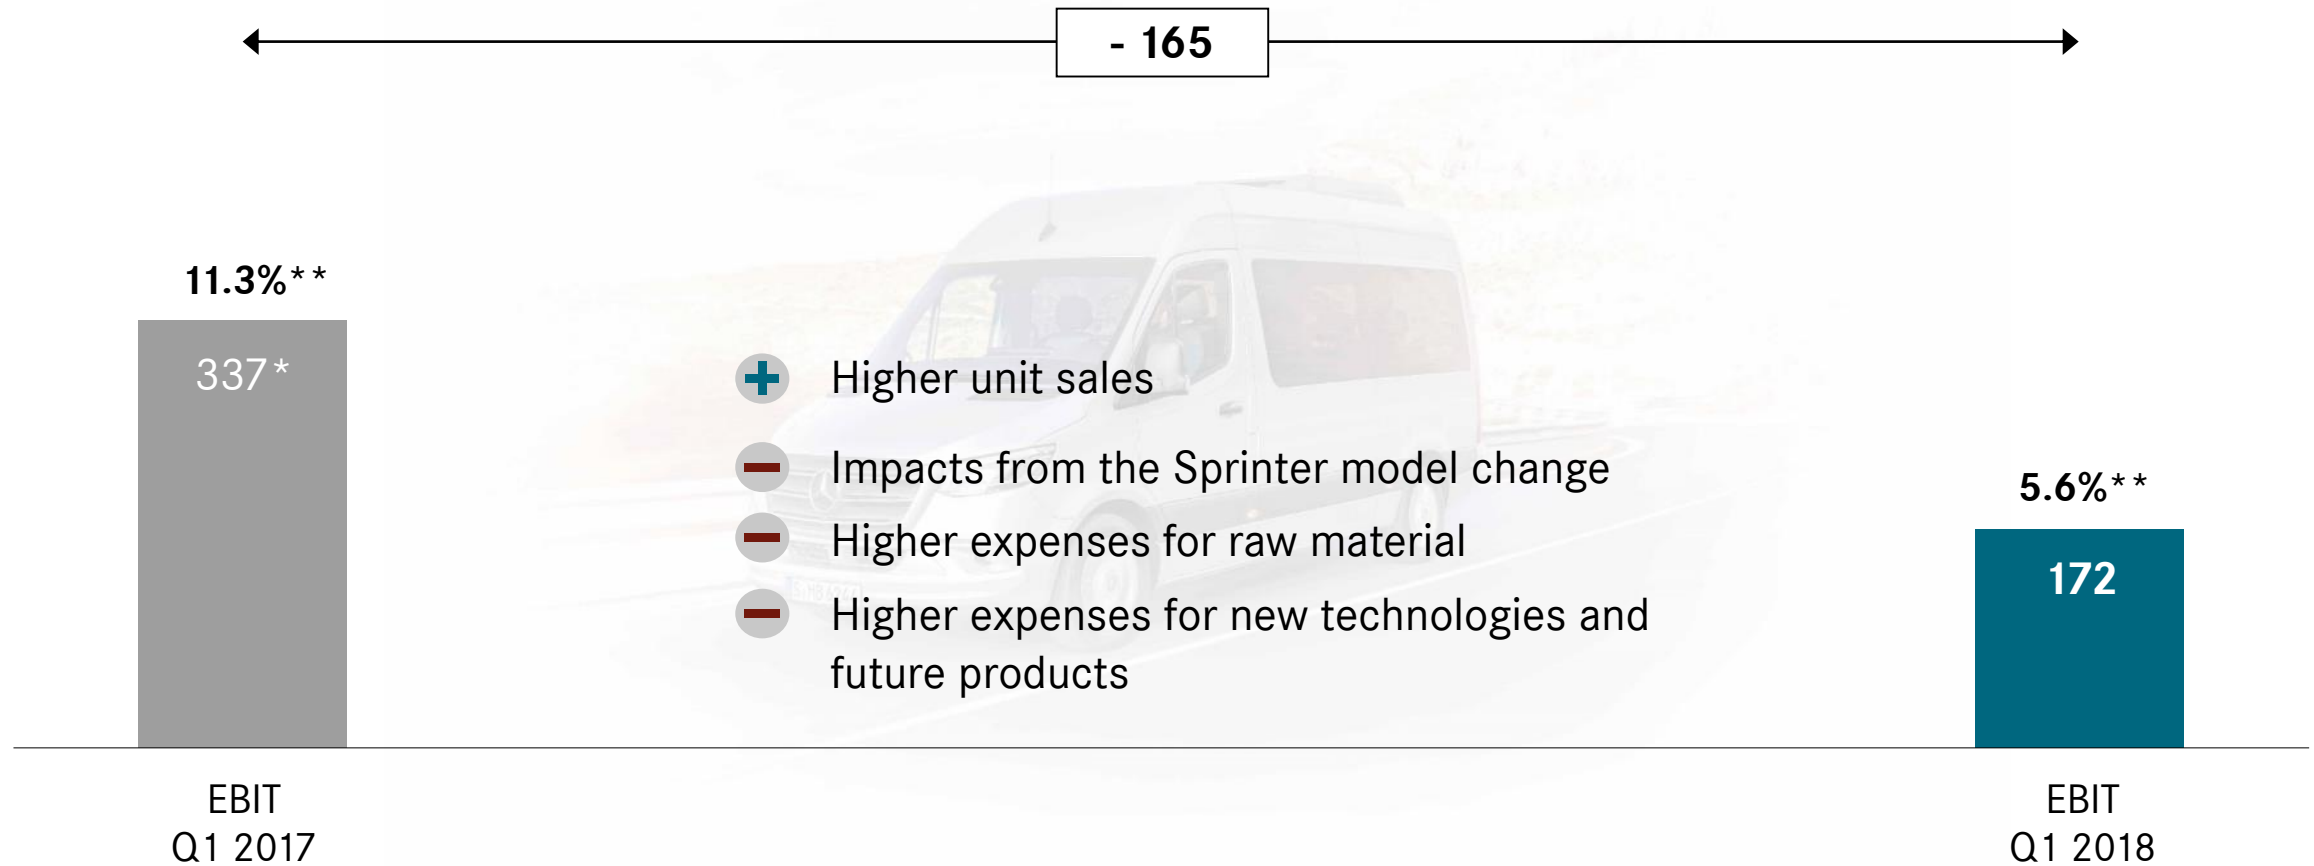 - 165
11.3%**
337*
Higher unit sales
Impacts from the Sprinter model change
Higher expenses for raw material
Higher expenses for new technologies and
future products
5.6%**
172
EBIT
Q1 2017
EBIT
Q1 2018